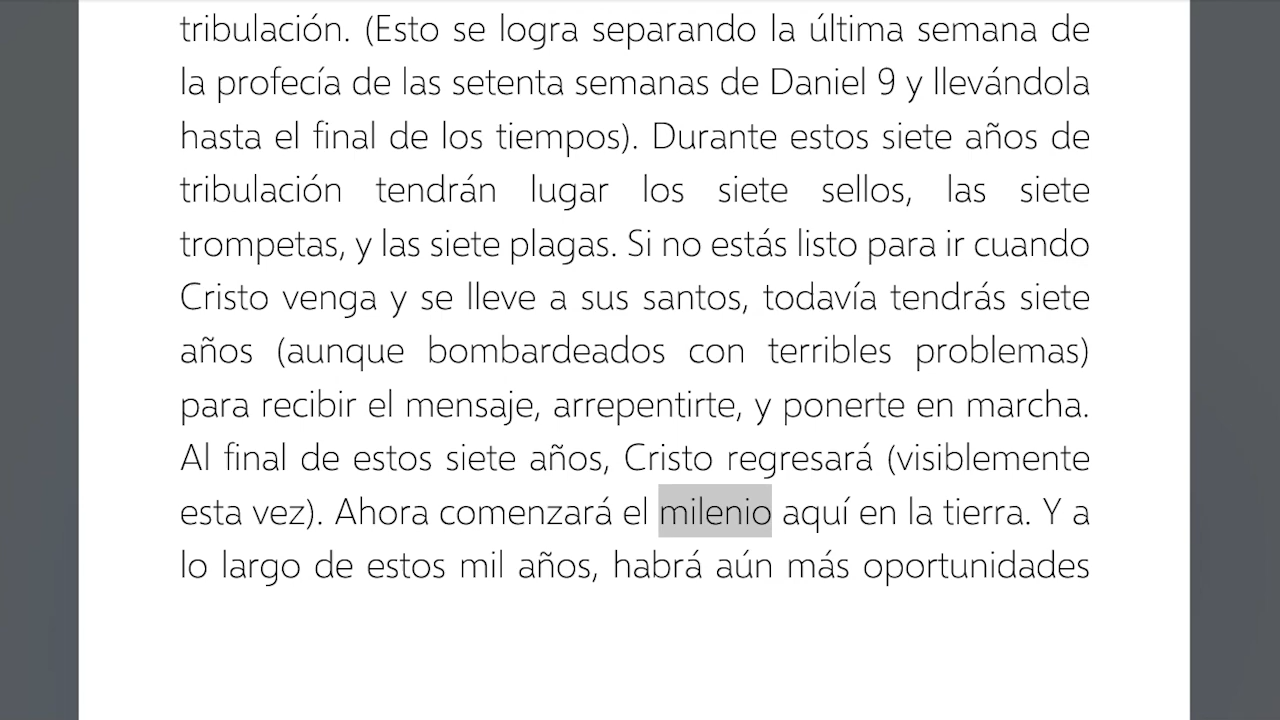 tribulación. (Esto se logra separando la última semana de
la profecía de las setenta semanas de Daniel 9 y llevándola
hasta el final de los tiempos). Durante estos siete años de
tribulación tendrán lugar los siete sellos, las siete
trompetas, y las siete plagas. Si no estás listo para ir cuando
Cristo venga y se lleve a sus santos, todavía tendrás siete
años (aunque bombardeados con terribles problemas)
para recibir el mensaje, arrepentirte, y ponerte en marcha.
Al final de estos siete años, Cristo regresará (visiblemente
esta vez). Ahora comenzará el milenio aquí en la tierra. Y a
lo largo de estos mil años, habrá aún más oportunidades